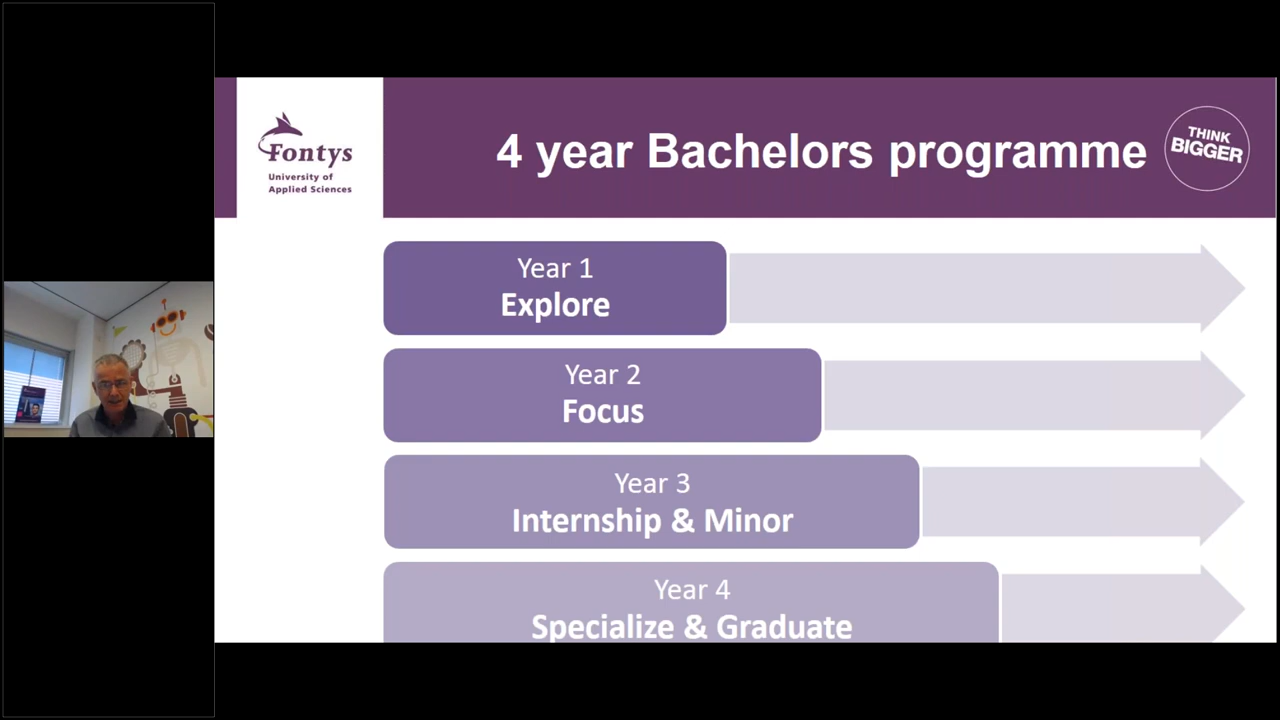 Fontys
University of
Applied Sciences
4 year Bachelors programme
THINK
BIGGER
Year 1
Explore
Year 2
Focus
Year 3
Internship & Minor
Year 4
Specialize & Graduate